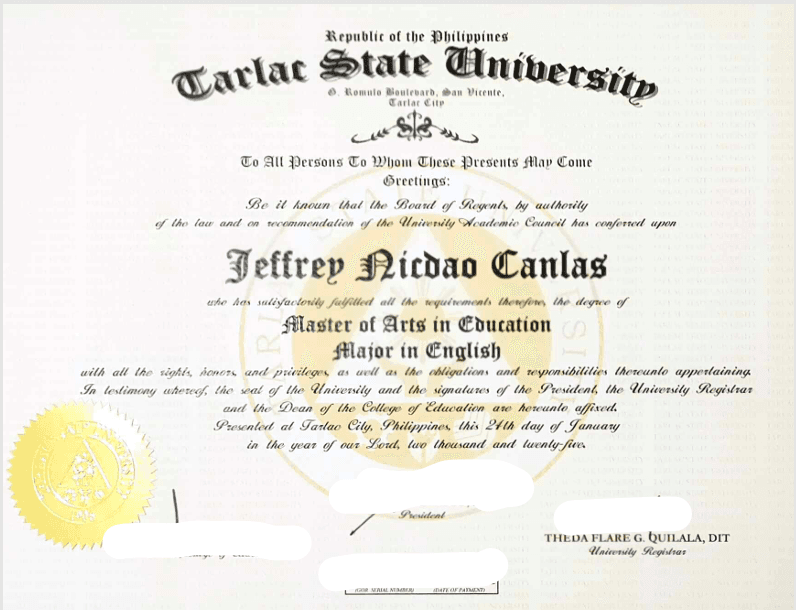 Republic of the Philippines
Tarlac State University
O. Romulo Boulevard, San Vicente,
Tarlac City
To All Persons To Whom These Presents May Come
Greetings:
Be it known that the Board of Regents, by authority
of the law and on recommendation of the University Academic Council has conferred upon
Jeffrey Nicdao Canlas
who has satisfactorily fulfilled all the requirements therefore, the degree of
Master of Arts in Education
Major in English
with all the rights, honors, and privileges, as well as the obligations and responsibilities thereunto appertaining.
In testimony whereof, the seal of the University and the signatures of the President, the University Registrar
and the Dean of the College of Education are hereunto affixed.
Presented at Tarlac City, Philippines, this 24th day of January
in the year of our Lord, two thousand and twenty-five.
President
THEDA FLARE G. QUILALA, DIT
University Registrar
SERIAL NUMBER) (DATE OF PAYMENT)